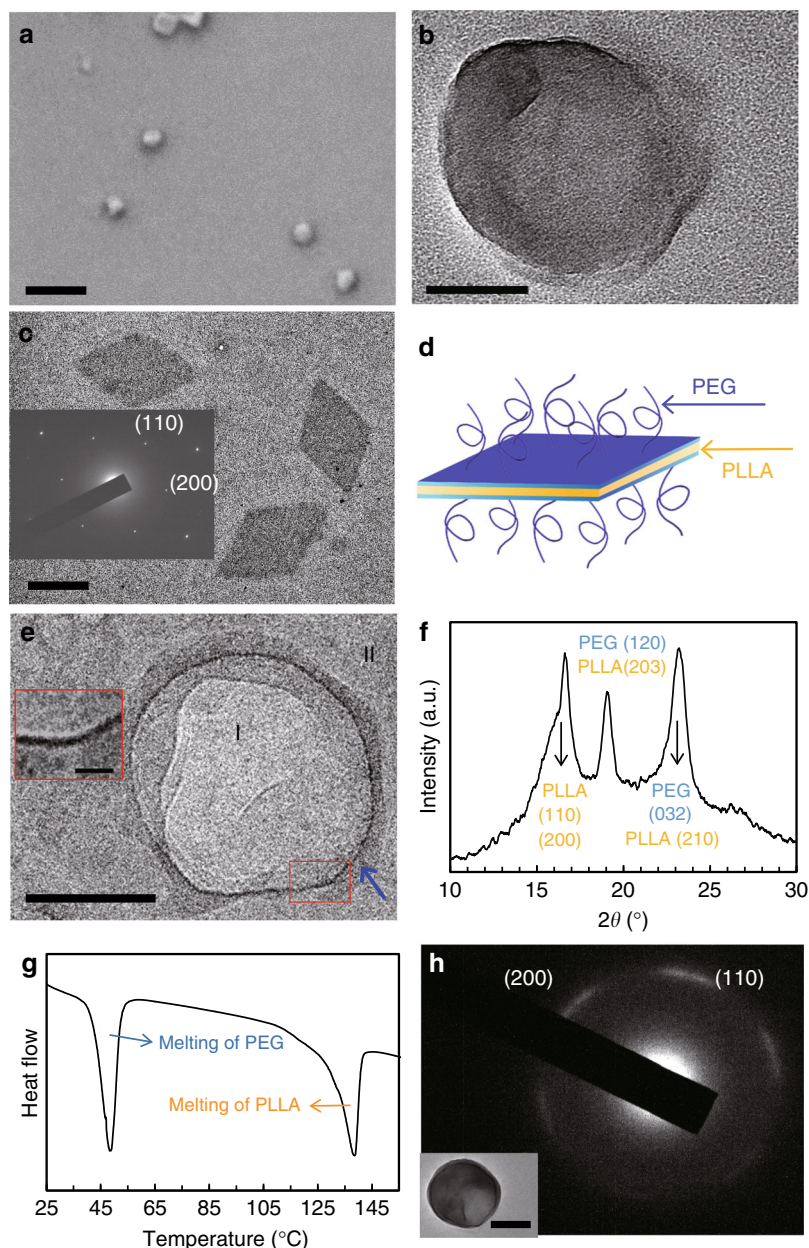 a
b
c
(110)
(200)
d
PEG
PLLA
e
I
II
f
Intensity (a.u.)
PEG (120)
PLLA(203)
PLLA
(110)
(200)
PEG
(032)
PLLA (210)
10 15 20 25 30
2θ (°)
g
Heat flow
Melting of PEG
Melting of PLLA
25 45 65 85 105 125 145
Temperature (°C)
h
(200)
(110)